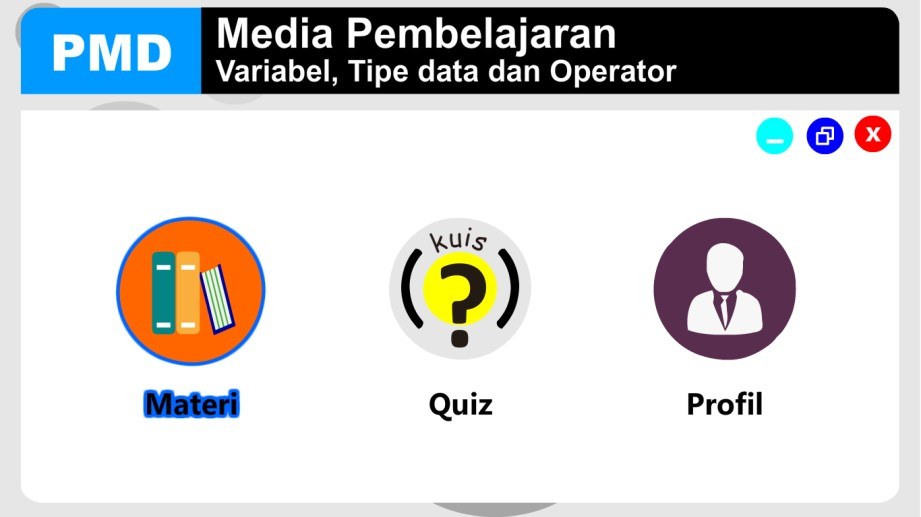 PMD
Media Pembelajaran
Variabel, Tipe data dan Operator
X
kuis
?
Materi
Quiz
Profil